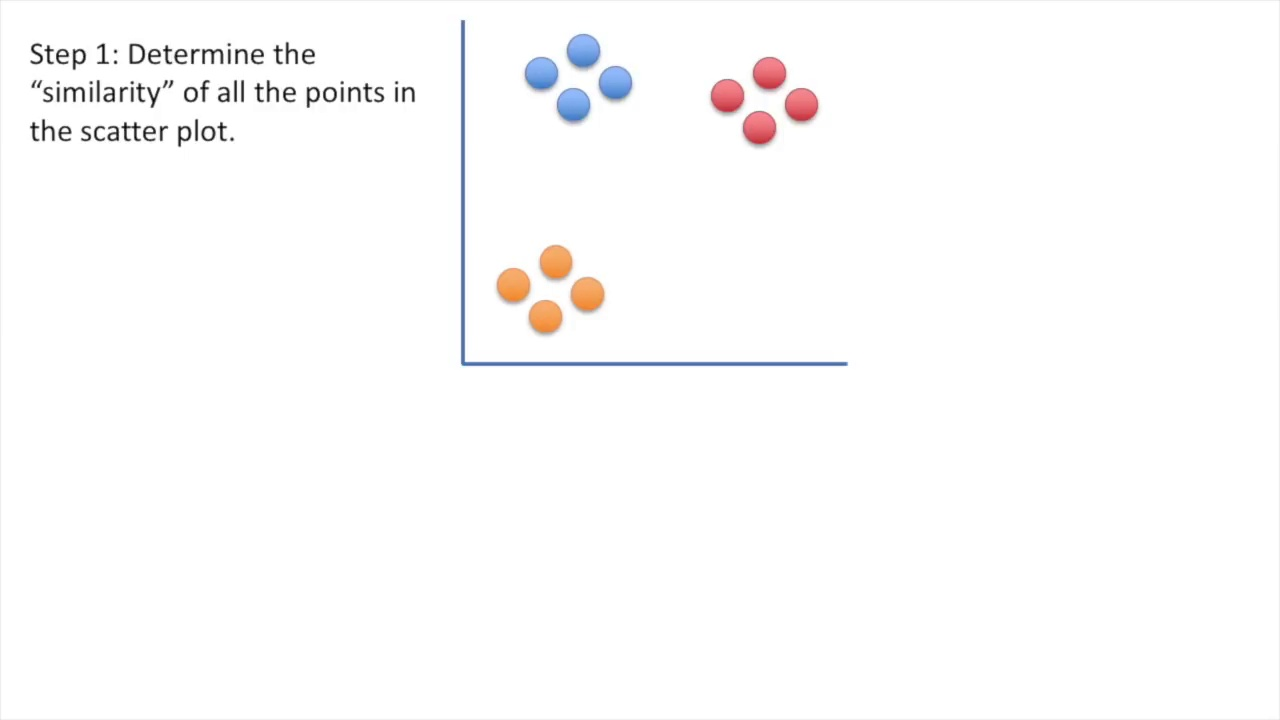 Step 1: Determine the
“similarity” of all the points in
the scatter plot.